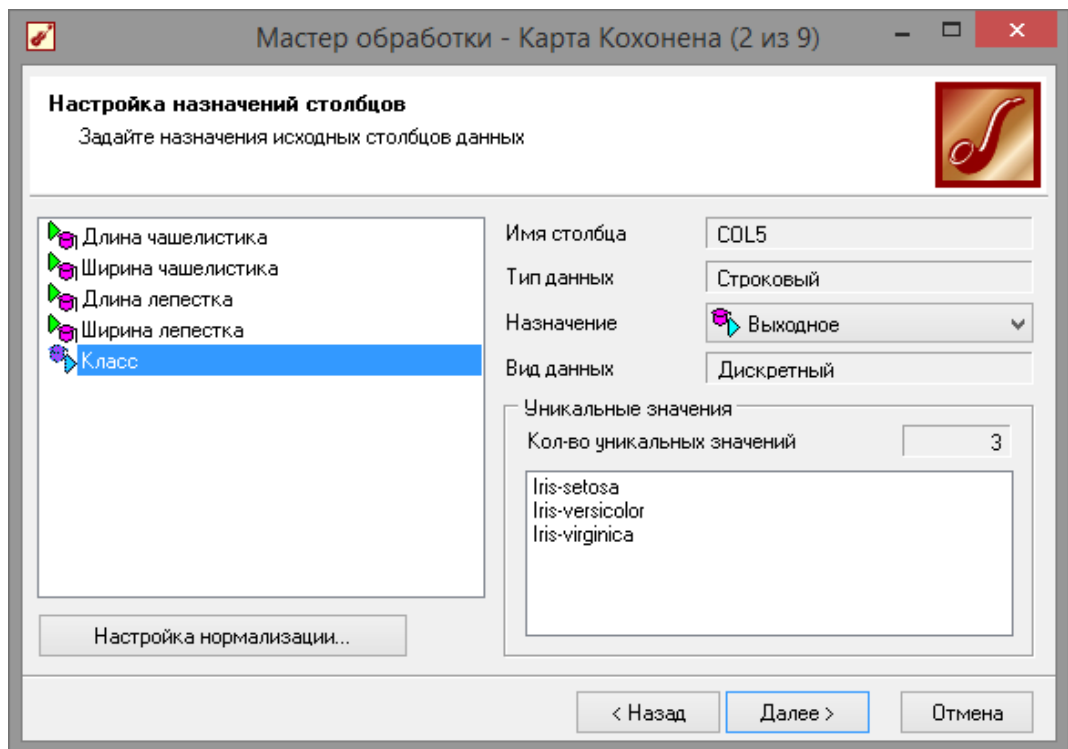 Мастер обработки - Карта Кохонена (2 из 9)
Настройка назначений столбцов
Задайте назначения исходных столбцов данных
Длина чашелистика
Ширина чашелистика
Длина лепестка
Ширина лепестка
Класс
Настройка нормализации...
Имя столбца COL5
Тип данных Строковый
Назначение Выходное
Вид данных Дискретный
Уникальные значения
Кол-во уникальных значений 3
Iris-setosa
Iris-versicolor
Iris-virginica
< Назад Далее > Отмена